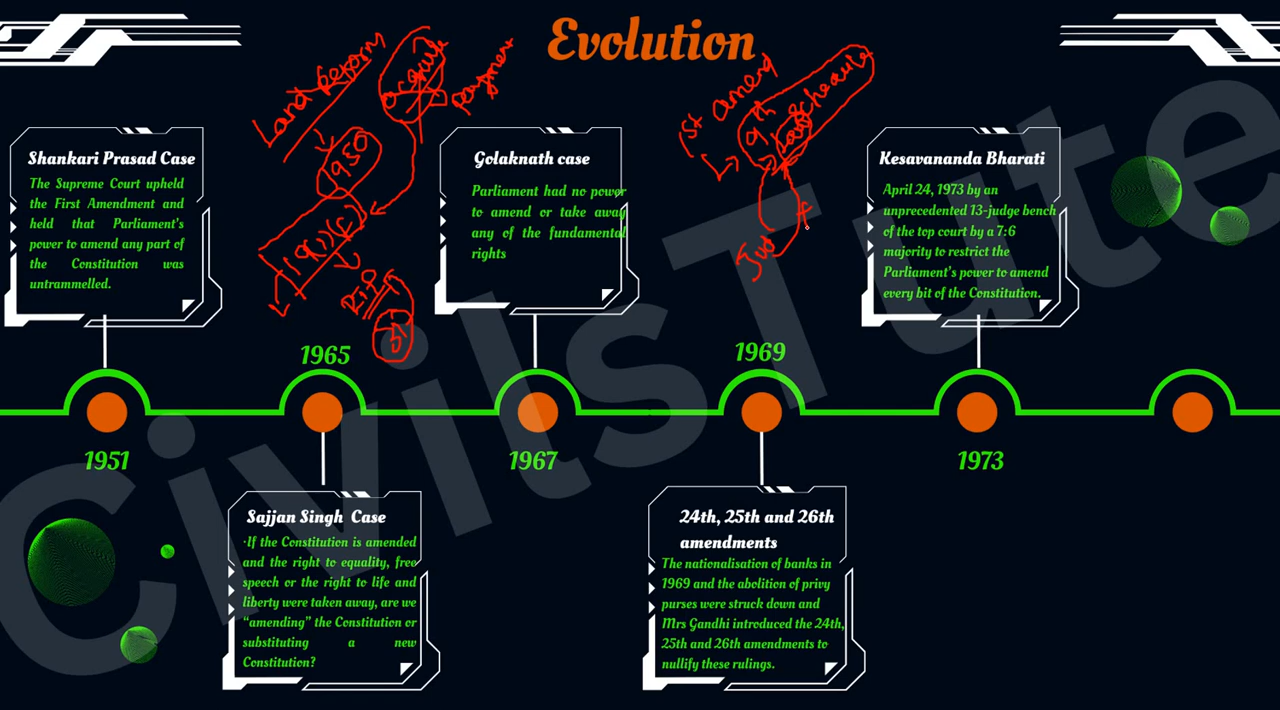 Evolution
Land Reform
acquire
payment
1950
19(1)(f)
31
1st Amend
9th
Schedule
Shankari Prasad Case
The Supreme Court upheld
the First Amendment and
held that Parliament's
power to amend any part of
the Constitution was
untrammelled.
Golaknath case
Parliament had no power
to amend or take away
any of the fundamental
rights
Kesavananda Bharati
April 24, 1973 by an
unprecedented 13-judge bench
of the top court by a 7:6
majority to restrict the
Parliament's power to amend
every bit of the Constitution.
1951
1965
1967
1969
1973
Sajjan Singh Case
·If the Constitution is amended
and the right to equality, free
speech or the right to life and
liberty were taken away, are we
“amending” the Constitution or
substituting a new
Constitution?
24th, 25th and 26th
amendments
The nationalisation of banks in
1969 and the abolition of privy
purses were struck down and
Mrs Gandhi introduced the 24th,
25th and 26th amendments to
nullify these rulings.
CivilsTute